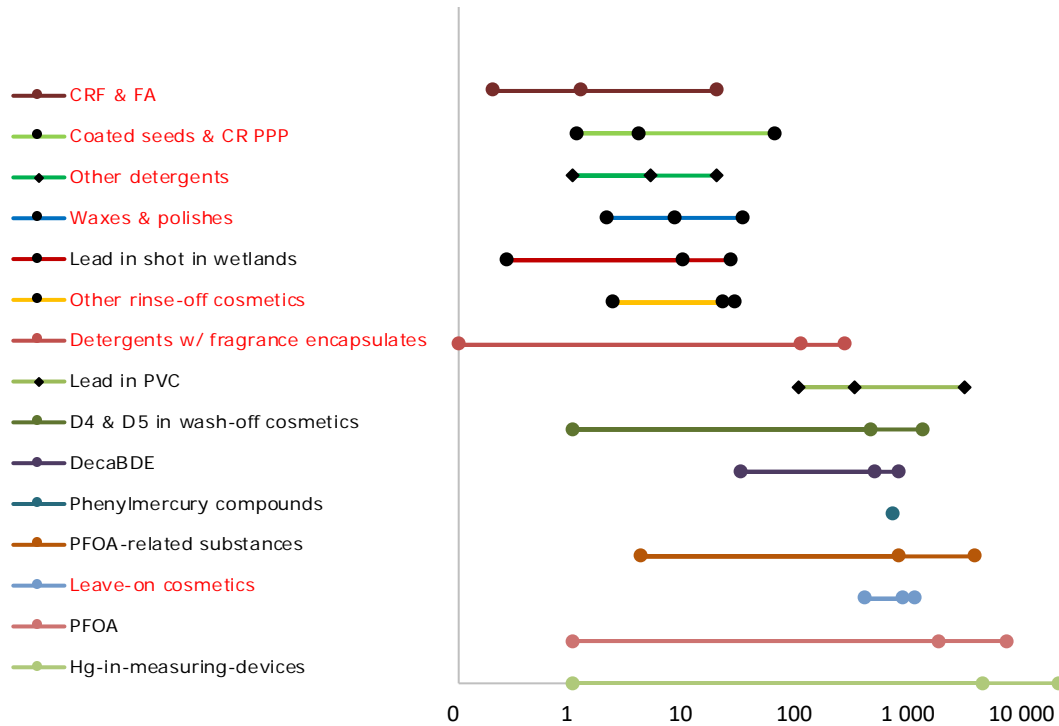 CRF & FA
Coated seeds & CR PPP
Other detergents
Waxes & polishes
Lead in shot in wetlands
Other rinse-off cosmetics
Detergents w/ fragrance encapsulates
Lead in PVC
D4 & D5 in wash-off cosmetics
DecaBDE
Phenylmercury compounds
PFOA-related substances
Leave-on cosmetics
PFOA
Hg-in-measuring-devices
0 1 10 100 1 000 10 000